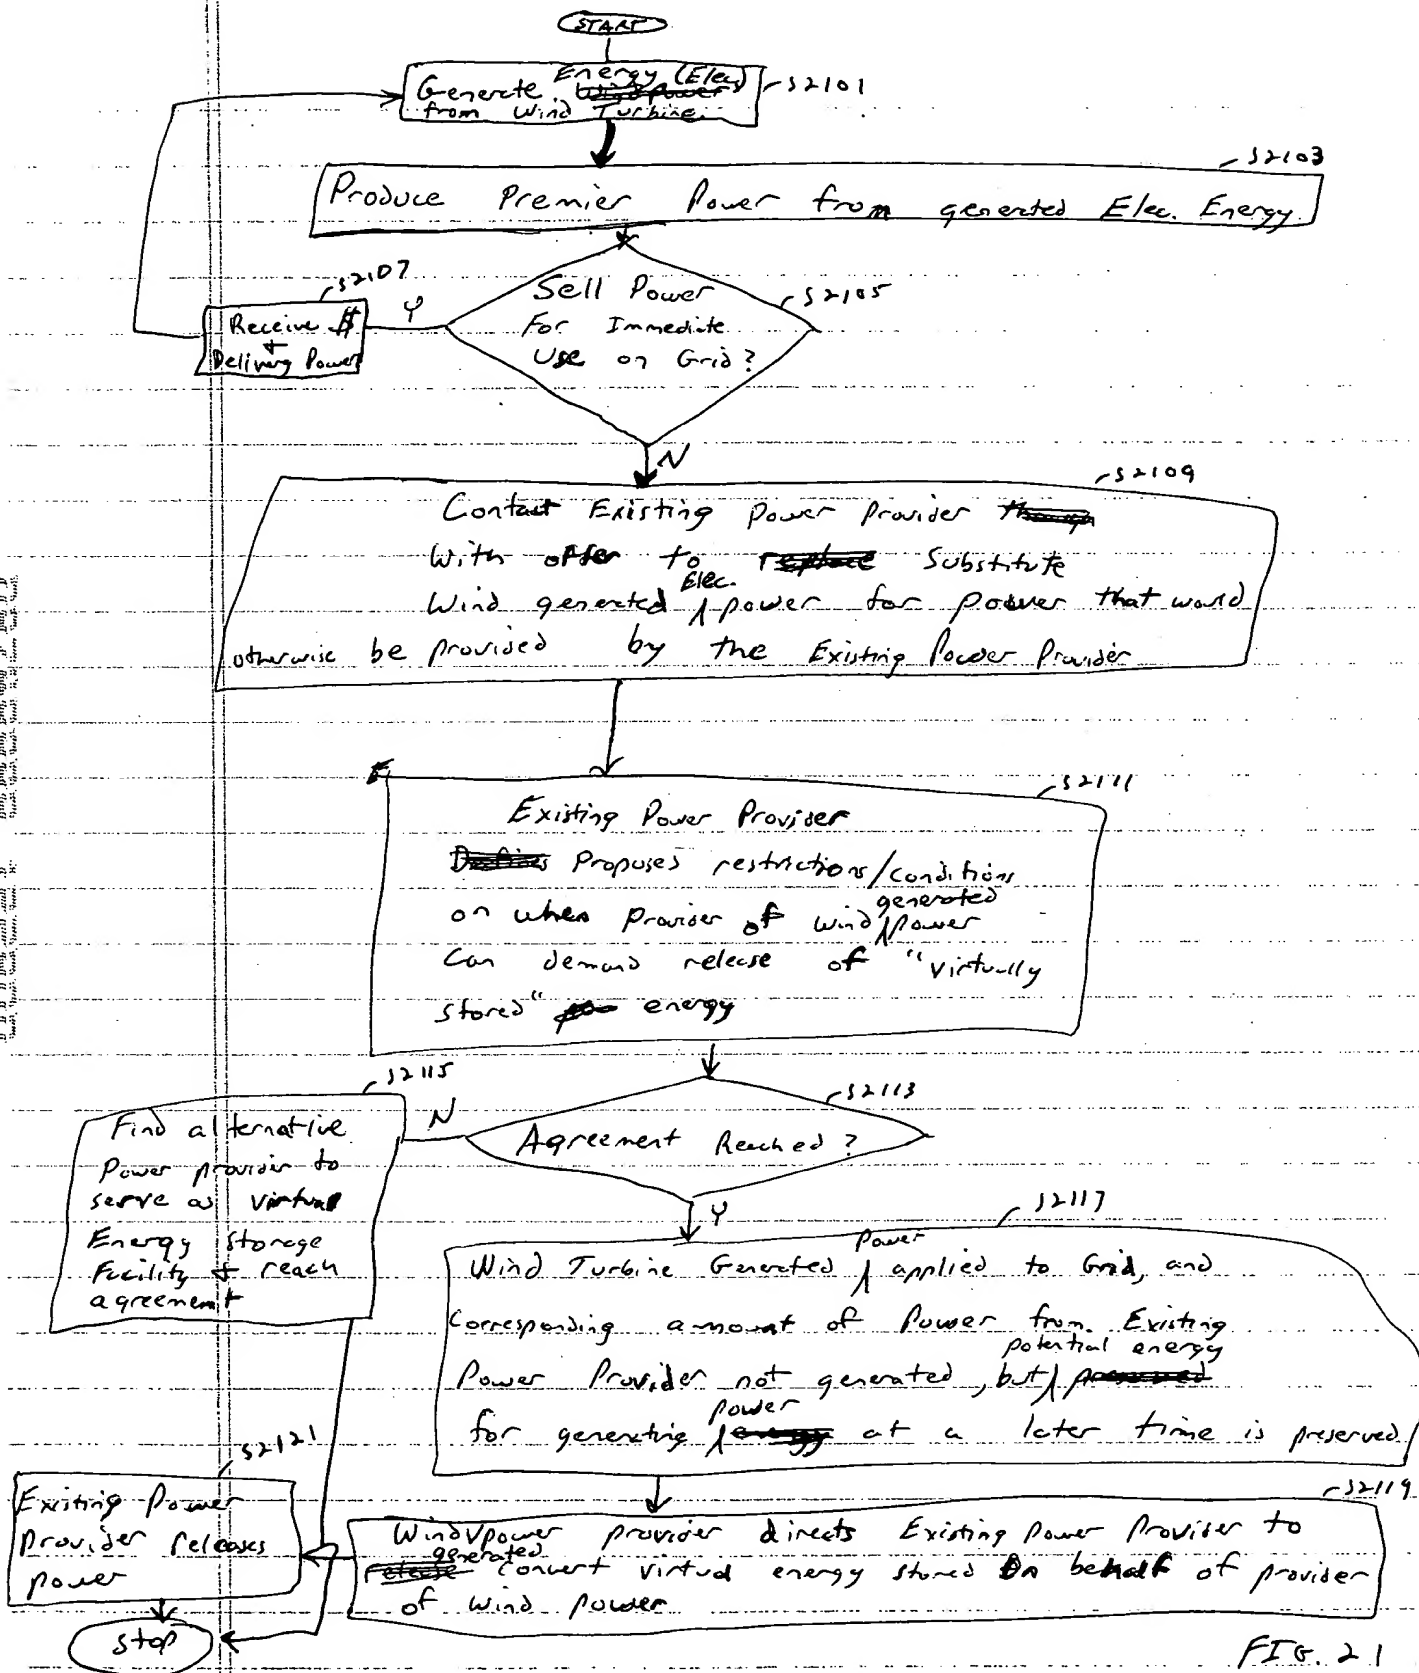 START
Energy (Elec)
Generate
from Wind Turbine.
S2101
S2103
Produce Premier Power from generated Elec. Energy
S2107
Receive $
+
Delivery Power
Y
Sell Power
For Immediate
Use on Grid?
S2105
N
S2109
Contact Existing Power Provider
With offer to Substitute
Elec.
Wind generated power for power that would
otherwise be provided by the Existing Power Provider
S2111
Existing Power Provider
Proposes restrictions/conditions
generated
on when Provider of Wind power
Can demand release of "virtually
stored" energy
S2115
Find alternative
Power provider to
serve as virtual
Energy Storage
Facility + reach
agreement
N
S2113
Agreement Reached?
Y
S2117
Power
Wind Turbine Generated applied to Grid, and
Corresponding amount of Power from Existing
potential energy
Power Provider not generated, but
power
for generating at a later time is preserved
S2121
Existing Power
Provider releases
power
S2119
Wind power provider directs Existing Power Provider to
generated
convert virtual energy stored on behalf of provider
of wind power
Stop
FIG. 21